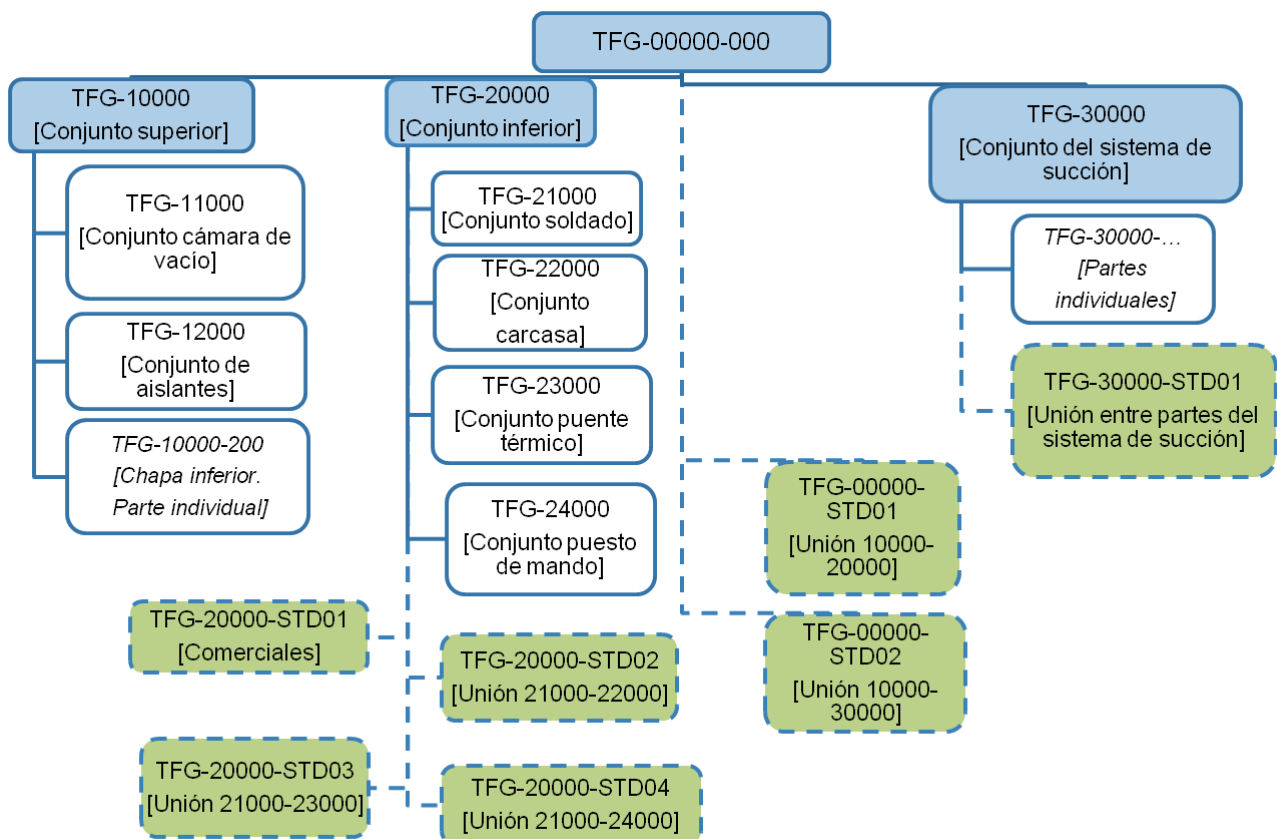 TFG-00000-000
TFG-10000
[Conjunto superior]
TFG-11000
[Conjunto cámara de
vacío]
TFG-12000
[Conjunto de
aislantes]
TFG-10000-200
[Chapa inferior.
Parte individual]
TFG-20000
[Conjunto inferior]
TFG-21000
[Conjunto soldado]
TFG-22000
[Conjunto
carcasa]
TFG-23000
[Conjunto puente
térmico]
TFG-24000
[Conjunto puesto
de mando]
TFG-20000-STD01
[Comerciales]
TFG-20000-STD02
[Unión 21000-22000]
TFG-20000-STD03
[Unión 21000-23000]
TFG-20000-STD04
[Unión 21000-24000]
TFG-00000-
STD01
[Unión 10000-
20000]
TFG-00000-
STD02
[Unión 10000-
30000]
TFG-30000
[Conjunto del sistema de
succión]
TFG-30000-…
[Partes
individuales]
TFG-30000-STD01
[Unión entre partes del
sistema de succión]